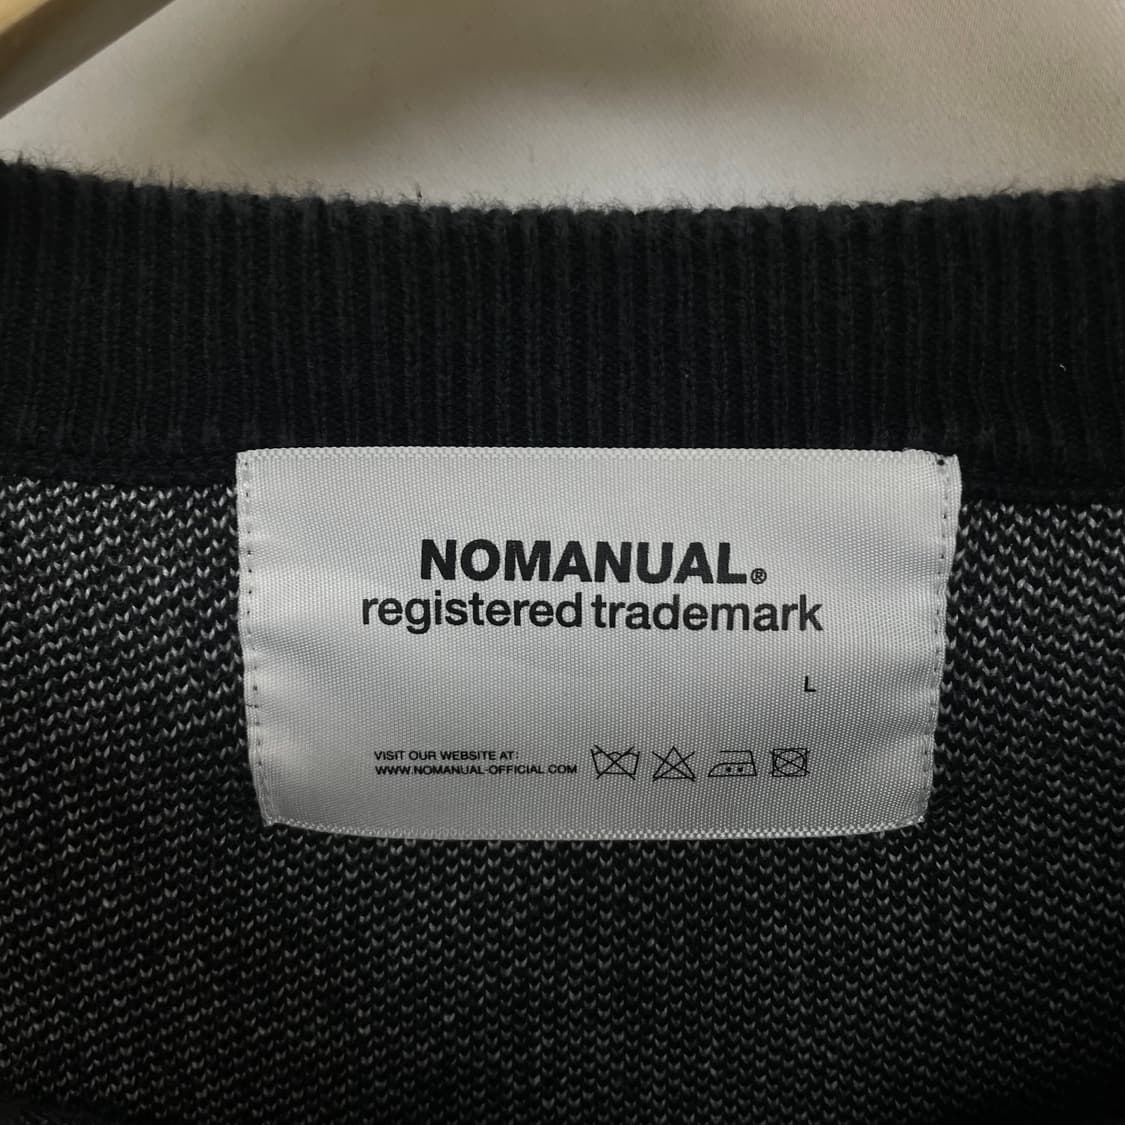 NOMANUAL®
registered trademark
L
VISIT OUR WEBSITE AT:
WWW.NOMANUAL-OFFICIAL.COM